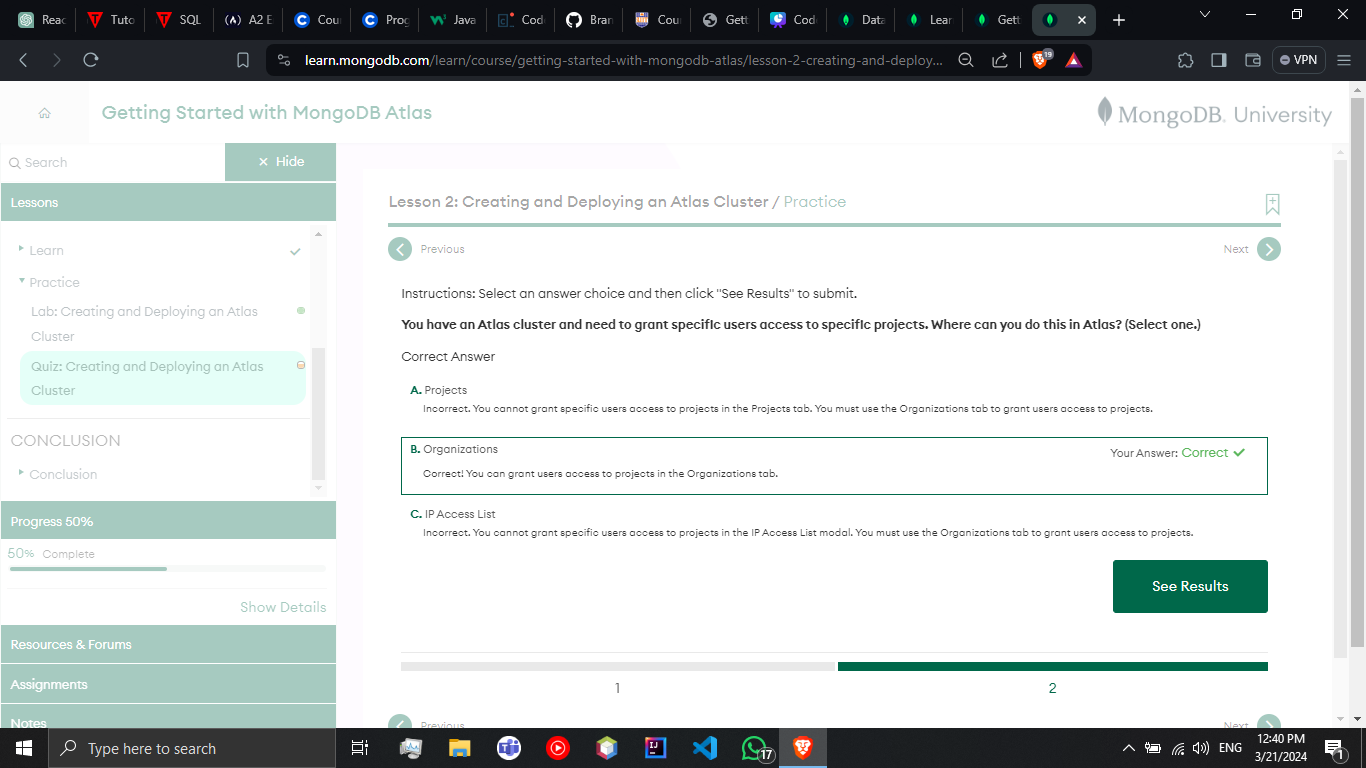 Reac
Tuto
SQL
A2 E
Cour
Prog
Java
Code
Bran
Cour
Gett
Code
Data
Lear
Gett
learn.mongodb.com/learn/course/getting-started-with-mongodb-atlas/lesson-2-creating-and-deploy...
19
VPN
Getting Started with MongoDB Atlas
MongoDB. University
Search
× Hide
Lessons
Learn
Practice
Lab: Creating and Deploying an Atlas
Cluster
Quiz: Creating and Deploying an Atlas
Cluster
CONCLUSION
Conclusion
Progress 50%
50% Complete
Show Details
Resources & Forums
Assignments
Notes
Lesson 2: Creating and Deploying an Atlas Cluster / Practice
Previous
Next
Instructions: Select an answer choice and then click "See Results" to submit.
You have an Atlas cluster and need to grant specific users access to specific projects. Where can you do this in Atlas? (Select one.)
Correct Answer
A. Projects
Incorrect. You cannot grant specific users access to projects in the Projects tab. You must use the Organizations tab to grant users access to projects.
B. Organizations
Your Answer: Correct
Correct! You can grant users access to projects in the Organizations tab.
C. IP Access List
Incorrect. You cannot grant specific users access to projects in the IP Access List modal. You must use the Organizations tab to grant users access to projects.
See Results
1
2
Previous
Next
Type here to search
17
ENG
12:40 PM
3/21/2024
1